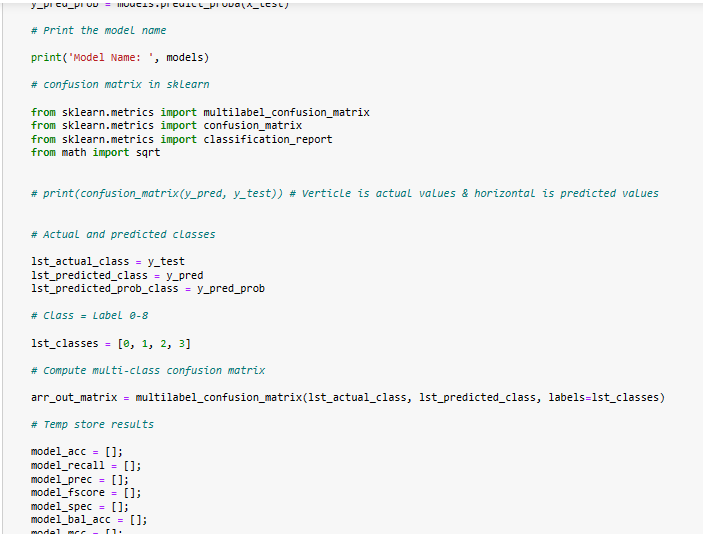 y_pred_prob = models.predict_proba(x_test)
# Print the model name
print('Model Name: ', models)
# confusion matrix in sklearn
from sklearn.metrics import multilabel_confusion_matrix
from sklearn.metrics import confusion_matrix
from sklearn.metrics import classification_report
from math import sqrt
# print(confusion_matrix(y_pred, y_test)) # Verticle is actual values & horizontal is predicted values
# Actual and predicted classes
lst_actual_class = y_test
lst_predicted_class = y_pred
lst_predicted_prob_class = y_pred_prob
# Class = Label 0-8
lst_classes = [0, 1, 2, 3]
# Compute multi-class confusion matrix
arr_out_matrix = multilabel_confusion_matrix(lst_actual_class, lst_predicted_class, labels=lst_classes)
# Temp store results
model_acc = [];
model_recall = [];
model_prec = [];
model_fscore = [];
model_spec = [];
model_bal_acc = [];
model_mcc = [];